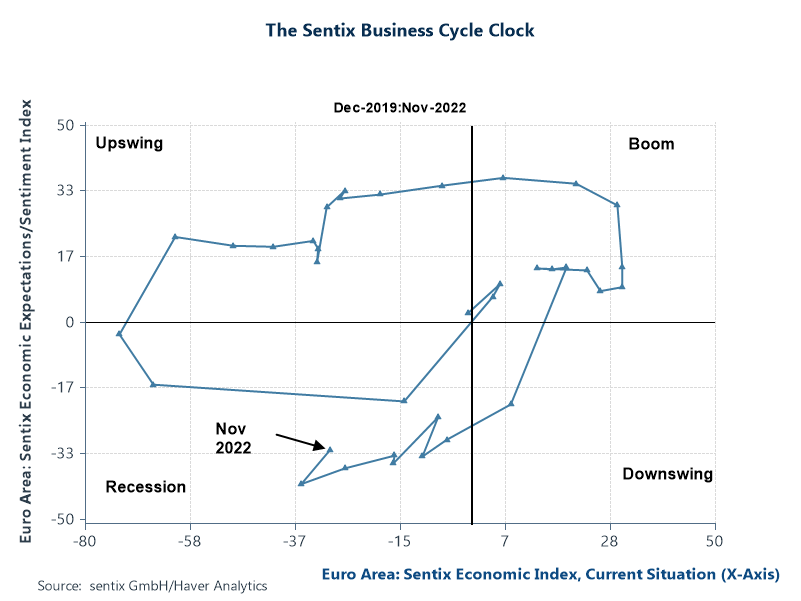 The Sentix Business Cycle Clock
Dec-2019:Nov-2022
Euro Area: Sentix Economic Expectations/Sentiment Index
50
33
17
0
-17
-33
-50
Upswing
Boom
Nov
2022
Recession
Downswing
-80
-58
-37
-15
7
28
50
Euro Area: Sentix Economic Index, Current Situation (X-Axis)
Source: sentix GmbH/Haver Analytics